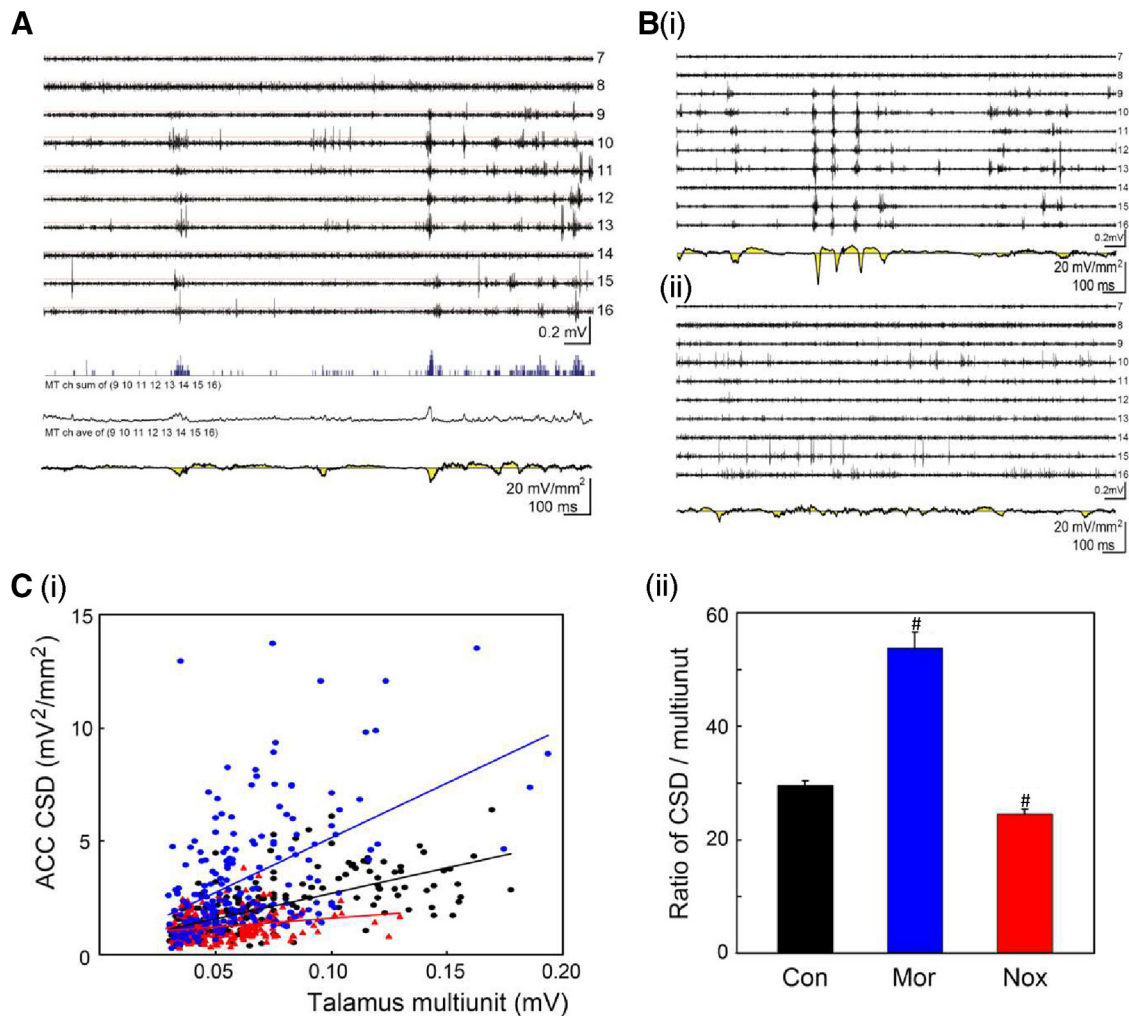 A
7
8
9
10
11
12
13
14
15
16
0.2 mV
MT ch sum of (9 10 11 12 13 14 15 16)
MT ch ave of (9 10 11 12 13 14 15 16)
20 mV/mm²
100 ms
B(i)
7
8
9
10
11
12
13
14
15
16
0.2mV
20 mV/mm²
100 ms
(ii)
7
8
9
10
11
12
13
14
15
16
0.2mV
20 mV/mm²
100 ms
C (i)
15
10
5
0
ACC CSD (mV²/mm²)
0.05 0.10 0.15 0.20
Talamus multiunit (mV)
(ii)
60
40
20
0
Ratio of CSD / multiunut
#
#
Con Mor Nox